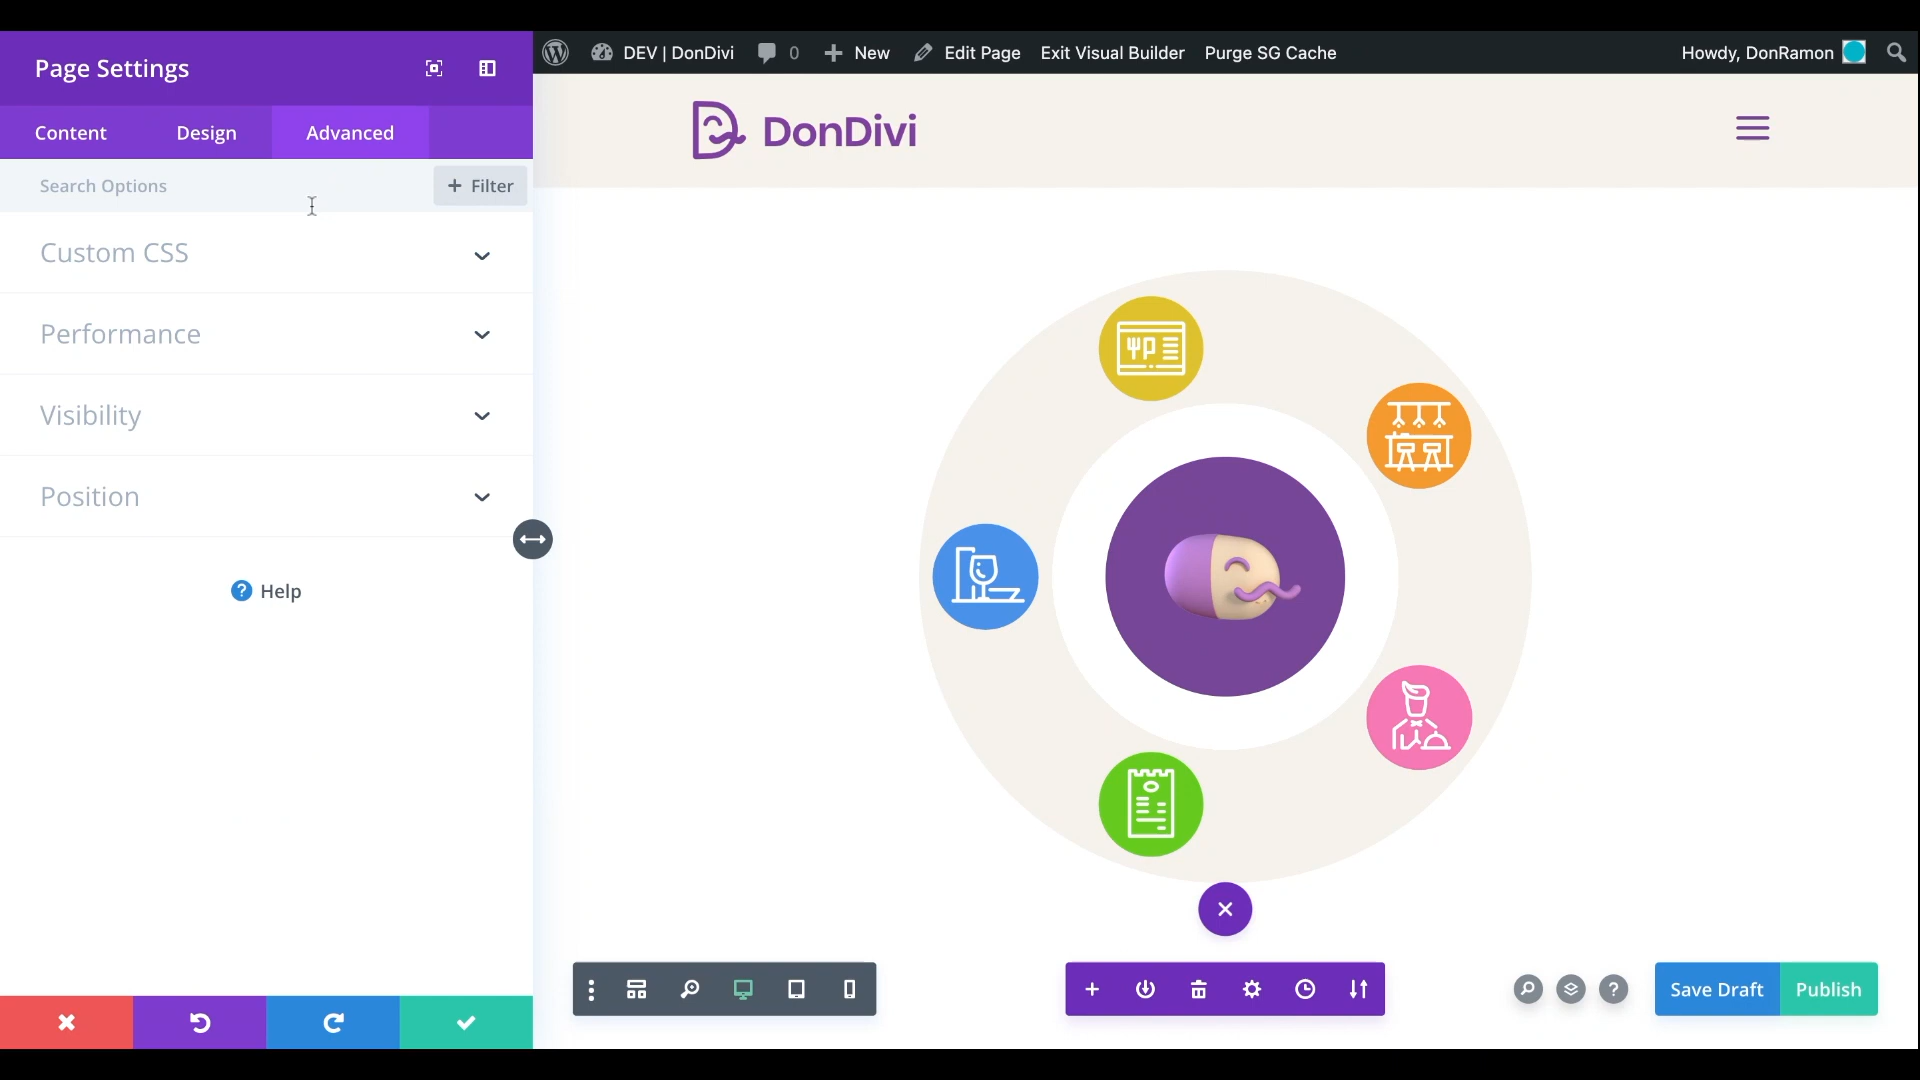 Page Settings
Content Design Advanced
Search Options
+ Filter
Custom CSS
Performance
Visibility
Position
? Help
DEV | DonDivi 0 + New Edit Page Exit Visual Builder Purge SG Cache
Howdy, DonRamon
DonDivi
Save Draft Publish